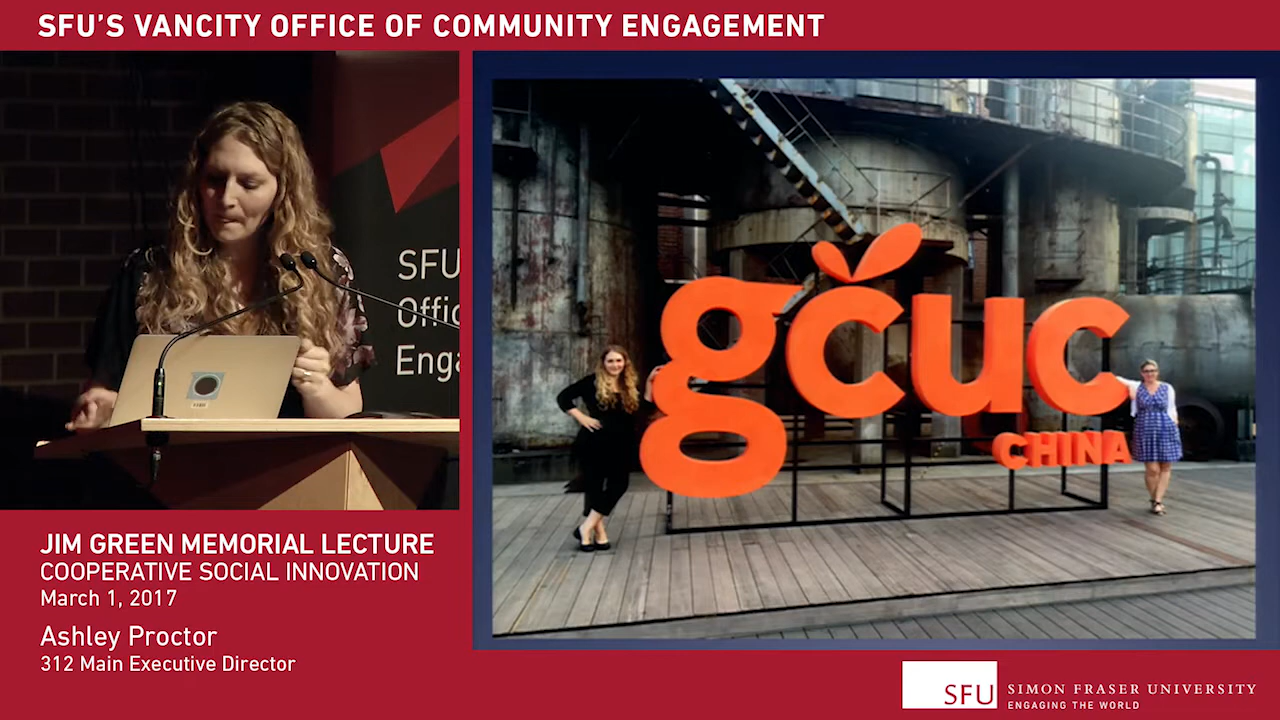 SFU'S VANCITY OFFICE OF COMMUNITY ENGAGEMENT
SFU
Offic
Enga
gcuc
CHINA
JIM GREEN MEMORIAL LECTURE
COOPERATIVE SOCIAL INNOVATION
March 1, 2017
Ashley Proctor
312 Main Executive Director
SFU
SIMON FRASER UNIVERSITY
ENGAGING THE WORLD